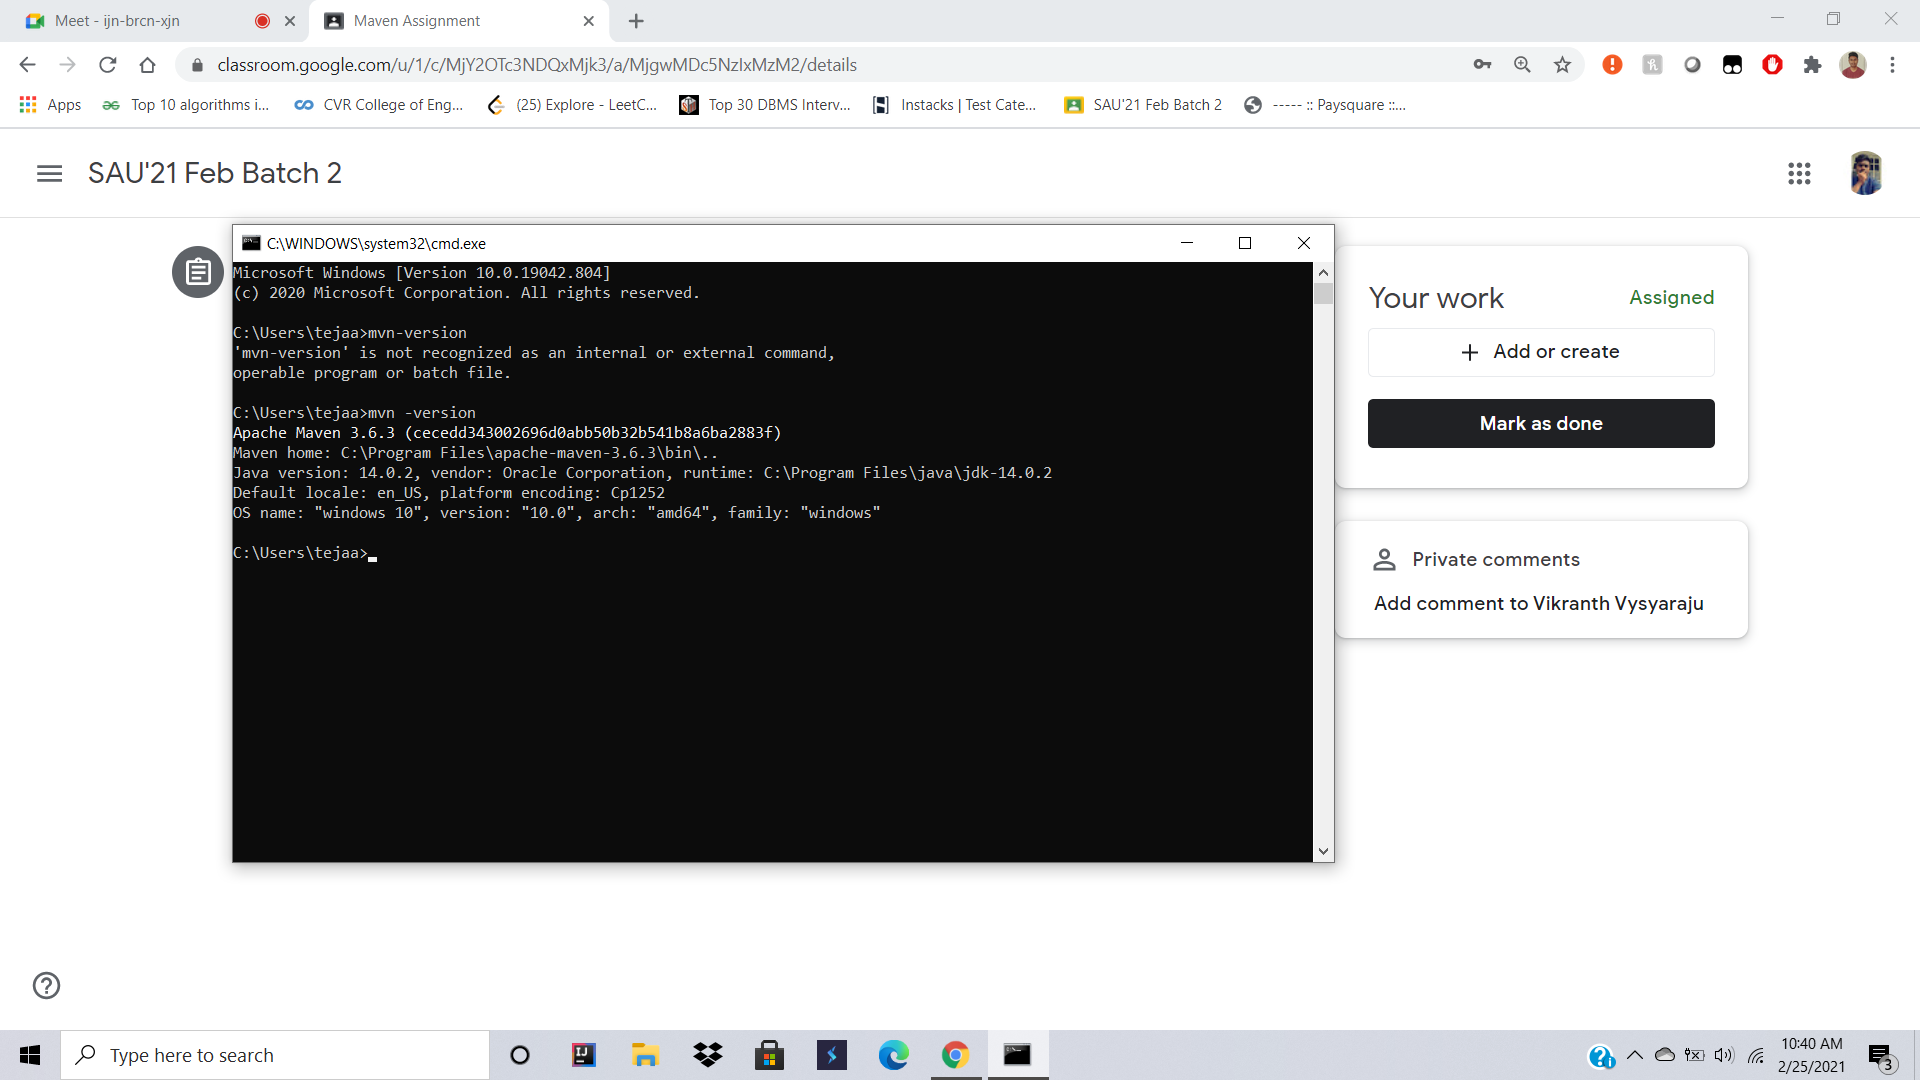 Meet - ijn-brcn-xjn
Maven Assignment
classroom.google.com/u/1/c/MjY2OTc3NDQxMjk3/a/MjgwMDc5NzIxMzM2/details
Apps
Top 10 algorithms i...
CVR College of Eng...
(25) Explore - LeetC...
Top 30 DBMS Interv...
Instacks | Test Cate...
SAU'21 Feb Batch 2
----- :: Paysquare ::...
SAU'21 Feb Batch 2
C:\WINDOWS\system32\cmd.exe
Microsoft Windows [Version 10.0.19042.804]
(c) 2020 Microsoft Corporation. All rights reserved.
C:\Users\tejaa>mvn-version
'mvn-version' is not recognized as an internal or external command,
operable program or batch file.
C:\Users\tejaa>mvn -version
Apache Maven 3.6.3 (cecedd343002696d0abb50b32b541b8a6ba2883f)
Maven home: C:\Program Files\apache-maven-3.6.3\bin\..
Java version: 14.0.2, vendor: Oracle Corporation, runtime: C:\Program Files\java\jdk-14.0.2
Default locale: en_US, platform encoding: Cp1252
OS name: "windows 10", version: "10.0", arch: "amd64", family: "windows"
C:\Users\tejaa>
Your work
Assigned
+ Add or create
Mark as done
Private comments
Add comment to Vikranth Vysyaraju
Type here to search
10:40 AM
2/25/2021
3